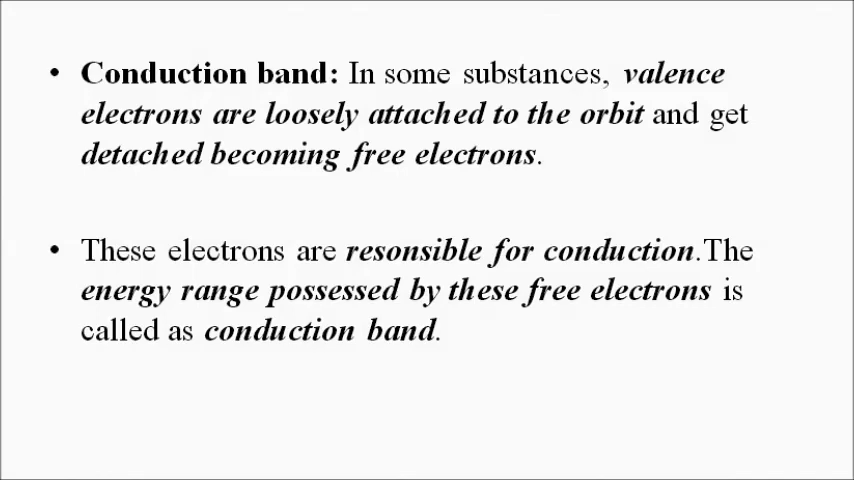 • Conduction band: In some substances, valence
electrons are loosely attached to the orbit and get
detached becoming free electrons.
• These electrons are resonsible for conduction.The
energy range possessed by these free electrons is
called as conduction band.